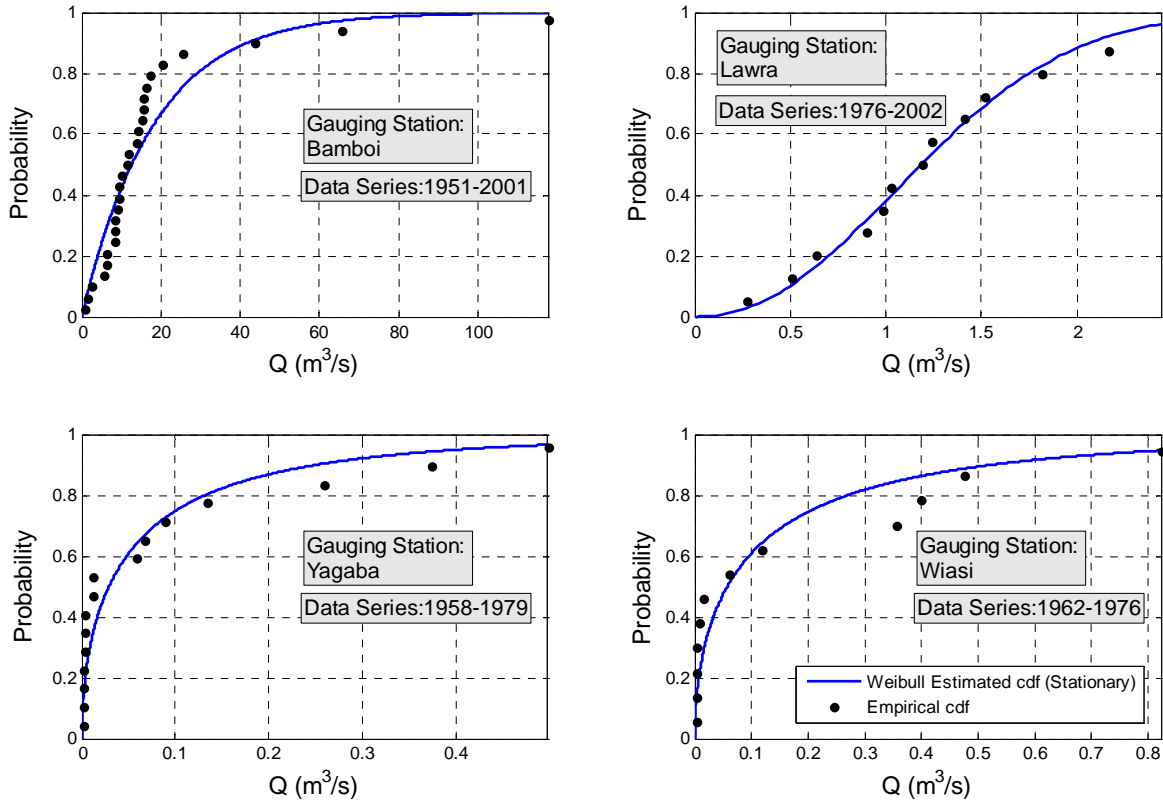 1
0.8
0.6
0.4
0.2
0
Probability
Gauging Station:
Bamboi
Data Series:1951-2001
0 20 40 60 80 100
Q (m³/s)
1
0.8
0.6
0.4
0.2
0
Probability
Gauging Station:
Lawra
Data Series:1976-2002
0 0.5 1 1.5 2
Q (m³/s)
1
0.8
0.6
0.4
0.2
0
Probability
Gauging Station:
Yagaba
Data Series:1958-1979
0 0.1 0.2 0.3 0.4
Q (m³/s)
1
0.8
0.6
0.4
0.2
0
Probability
Gauging Station:
Wiasi
Data Series:1962-1976
Weibull Estimated cdf (Stationary)
Empirical cdf
0 0.1 0.2 0.3 0.4 0.5 0.6 0.7 0.8
Q (m³/s)